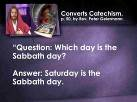 Converts Catechism.
p. 50, by Rev. Peter Geiermann.
"Question: Which day is the
Sabbath day?
Answer: Saturday is the
Sabbath day.